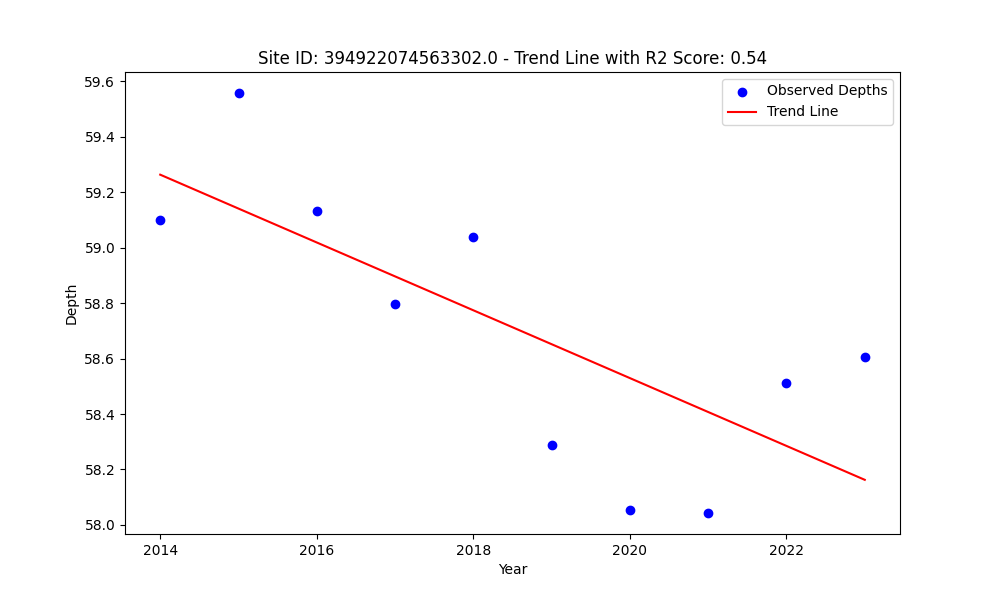 Site ID: 394922074563302.0 - Trend Line with R2 Score: 0.54
Observed Depths
Trend Line
59.6
59.4
59.2
59.0
58.8
58.6
58.4
58.2
58.0
Depth
2014
2016
2018
2020
2022
Year